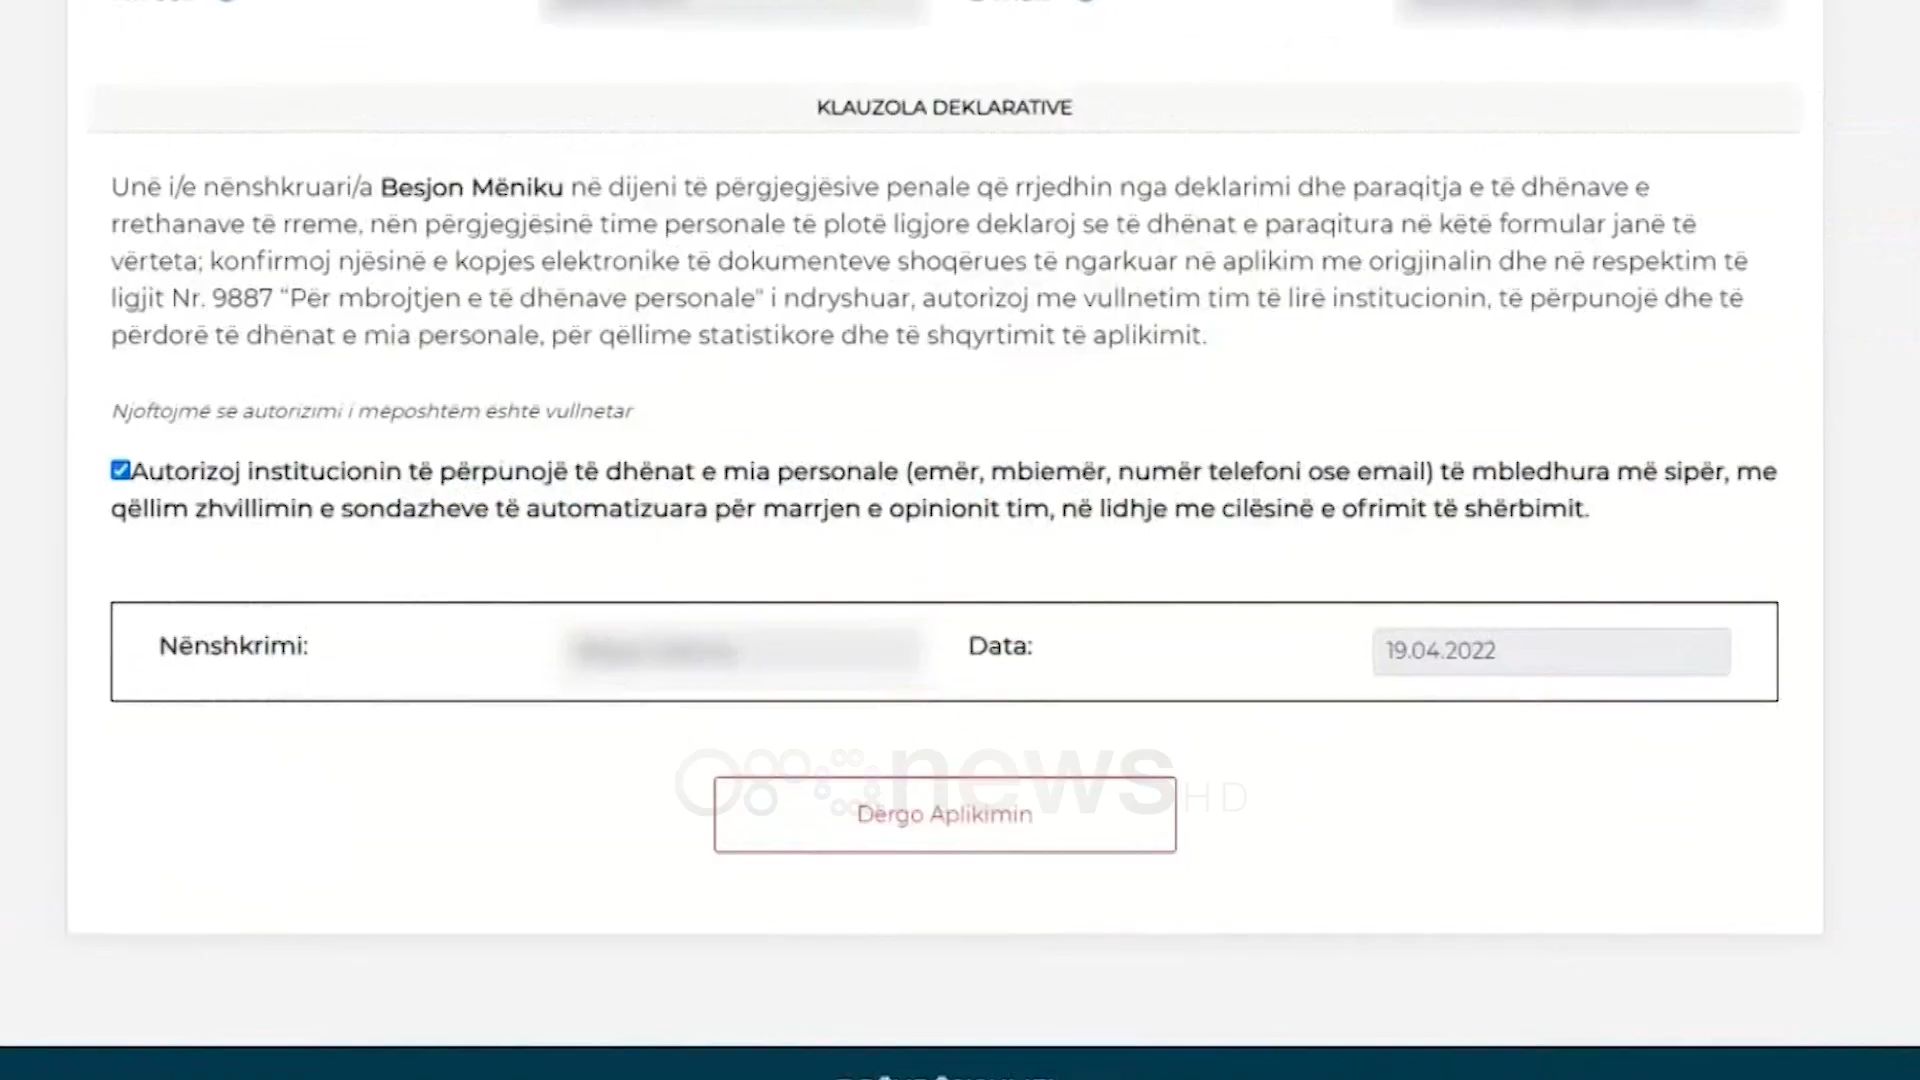 KLAUZOLA DEKLARATIVE
Unë i/e nënshkruari/a Besjon Mëniku në dijeni të përgjegjësive penale që rrjedhin nga deklarimi dhe paraqitja e të dhënave e
rrethanave të rreme, nën përgjegjësinë time personale të plotë ligjore deklaroj se të dhënat e paraqitura në këtë formular janë të
vërteta; konfirmoj njësinë e kopjes elektronike të dokumenteve shoqërues të ngarkuar në aplikim me origjinalin dhe në respektim të
ligjit Nr. 9887 “Për mbrojtjen e të dhënave personale" i ndryshuar, autorizoj me vullnetim tim të lirë institucionin, të përpunojë dhe të
përdorë të dhënat e mia personale, për qëllime statistikore dhe të shqyrtimit të aplikimit.
Njoftojmë se autorizimi i mëposhtëm është vullnetar
Autorizoj institucionin të përpunojë të dhënat e mia personale (emër, mbiemër, numër telefoni ose email) të mbledhura më sipër, me
qëllim zhvillimin e sondazheve të automatizuara për marrjen e opinionit tim, në lidhje me cilësinë e ofrimit të shërbimit.
Nënshkrimi:
Data:
19.04.2022
news HD
Dërgo Aplikimin